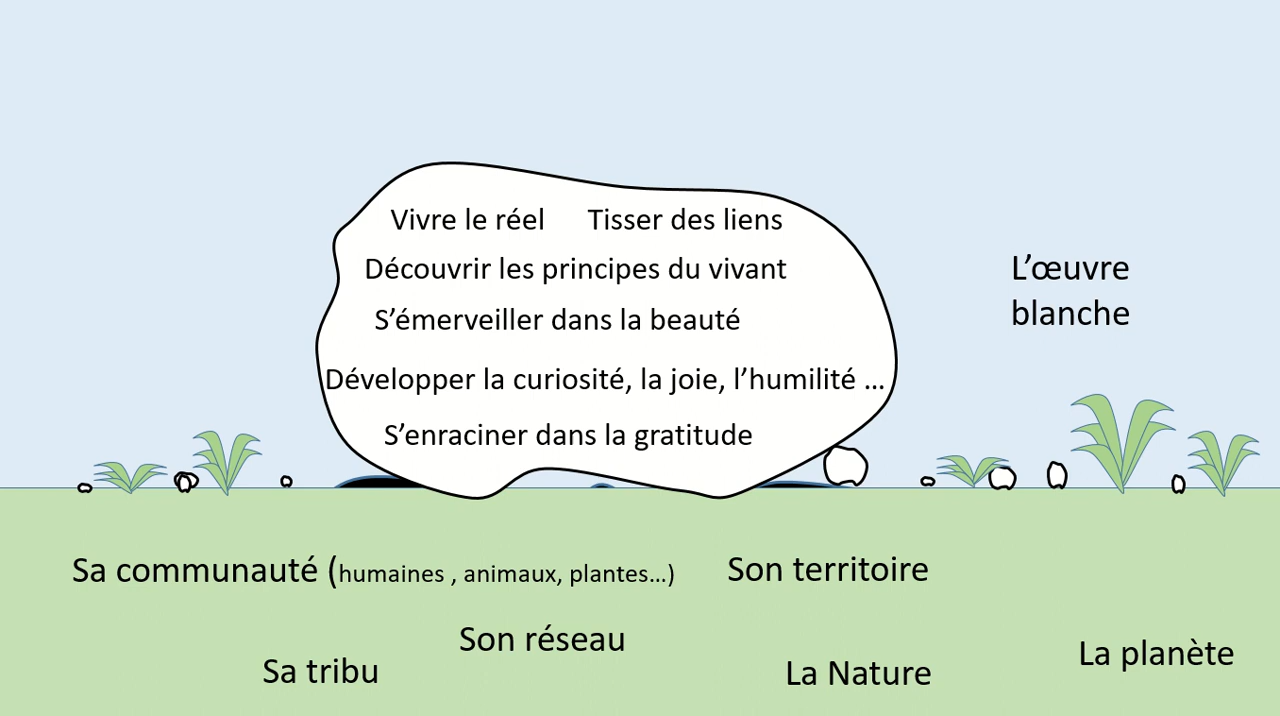 Vivre le réel
Tisser des liens
Découvrir les principes du vivant
S’émerveiller dans la beauté
Développer la curiosité, la joie, l’humilité ...
S’enraciner dans la gratitude
L’œuvre
blanche
Sa communauté (humaines , animaux, plantes...)
Son territoire
Son réseau
Sa tribu
La Nature
La planète